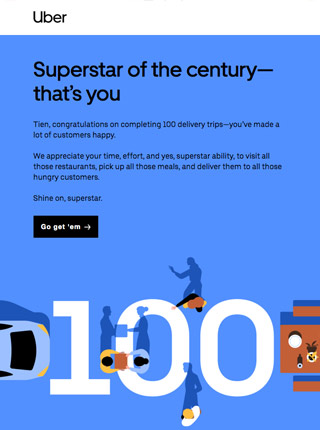 Uber
Superstar of the century—
that's you
Tien, congratulations on completing 100 delivery trips—you've made a
lot of customers happy.
We appreciate your time, effort, and yes, superstar ability, to visit all
those restaurants, pick up all those meals, and deliver them to all those
hungry customers.
Shine on, superstar.
Go get 'em →
100